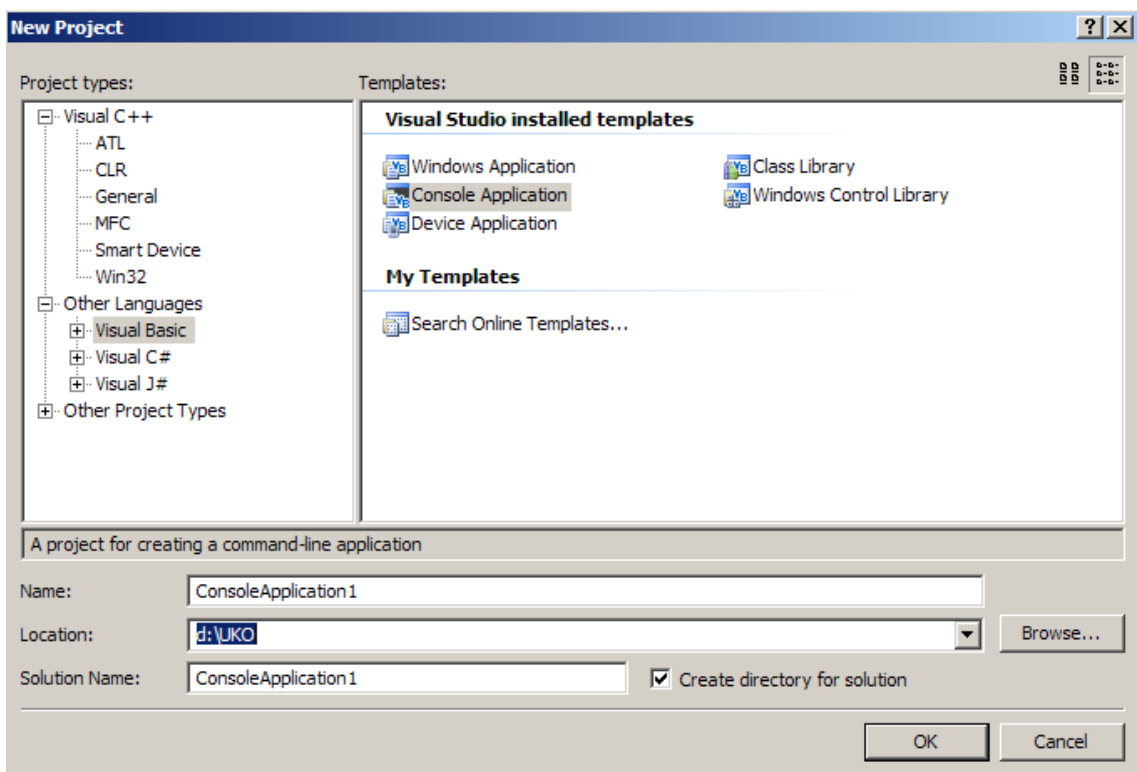 New Project
Project types:
Templates:
Visual C++
ATL
CLR
General
MFC
Smart Device
Win32
Other Languages
Visual Basic
Visual C#
Visual J#
Other Project Types
Visual Studio installed templates
Windows Application
Class Library
Console Application
Windows Control Library
Device Application
My Templates
Search Online Templates...
A project for creating a command-line application
Name: ConsoleApplication1
Location: d:\UKO Browse...
Solution Name: ConsoleApplication1 Create directory for solution
OK Cancel